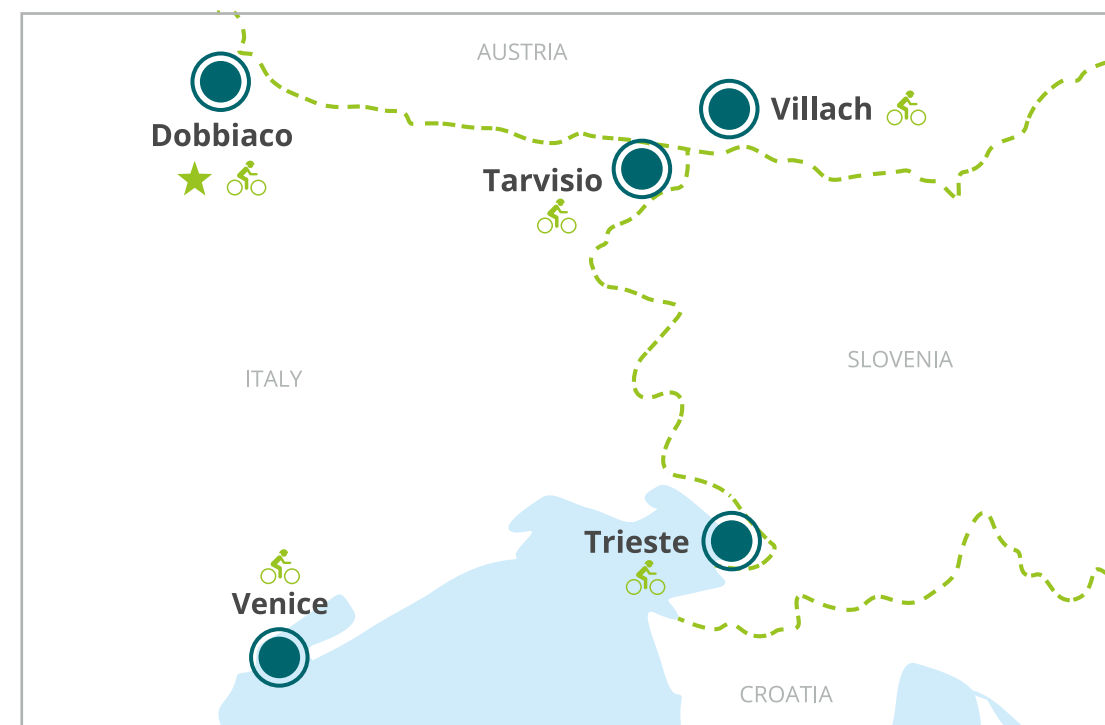 AUSTRIA
Villach
Dobbiaco
Tarvisio
SLOVENIA
ITALY
Trieste
Venice
CROATIA